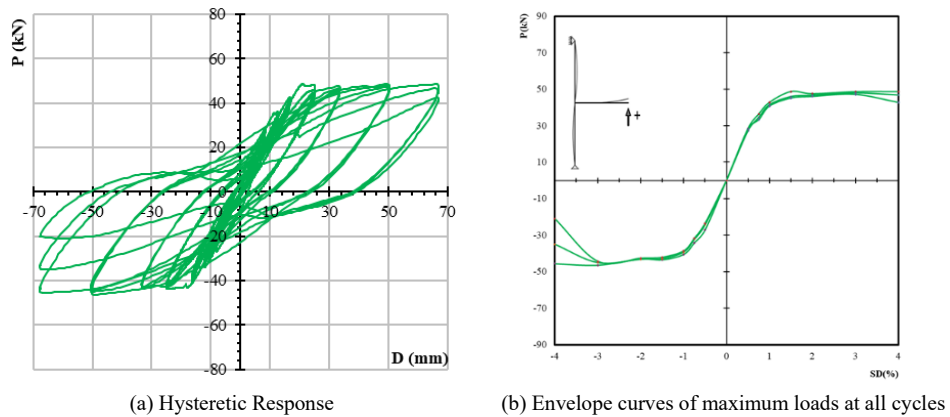 P (kN)
80
60
40
20
0
-70 -50 -30 -10 10 30 50 70
-20
-40
-60
-80
D (mm)
(a) Hysteretic Response
P(kN)
90
70
50
30
10
-10
-30
-50
-70
-90
+
-4 -3 -2 -1 0 1 2 3 4
SD(%)
(b) Envelope curves of maximum loads at all cycles